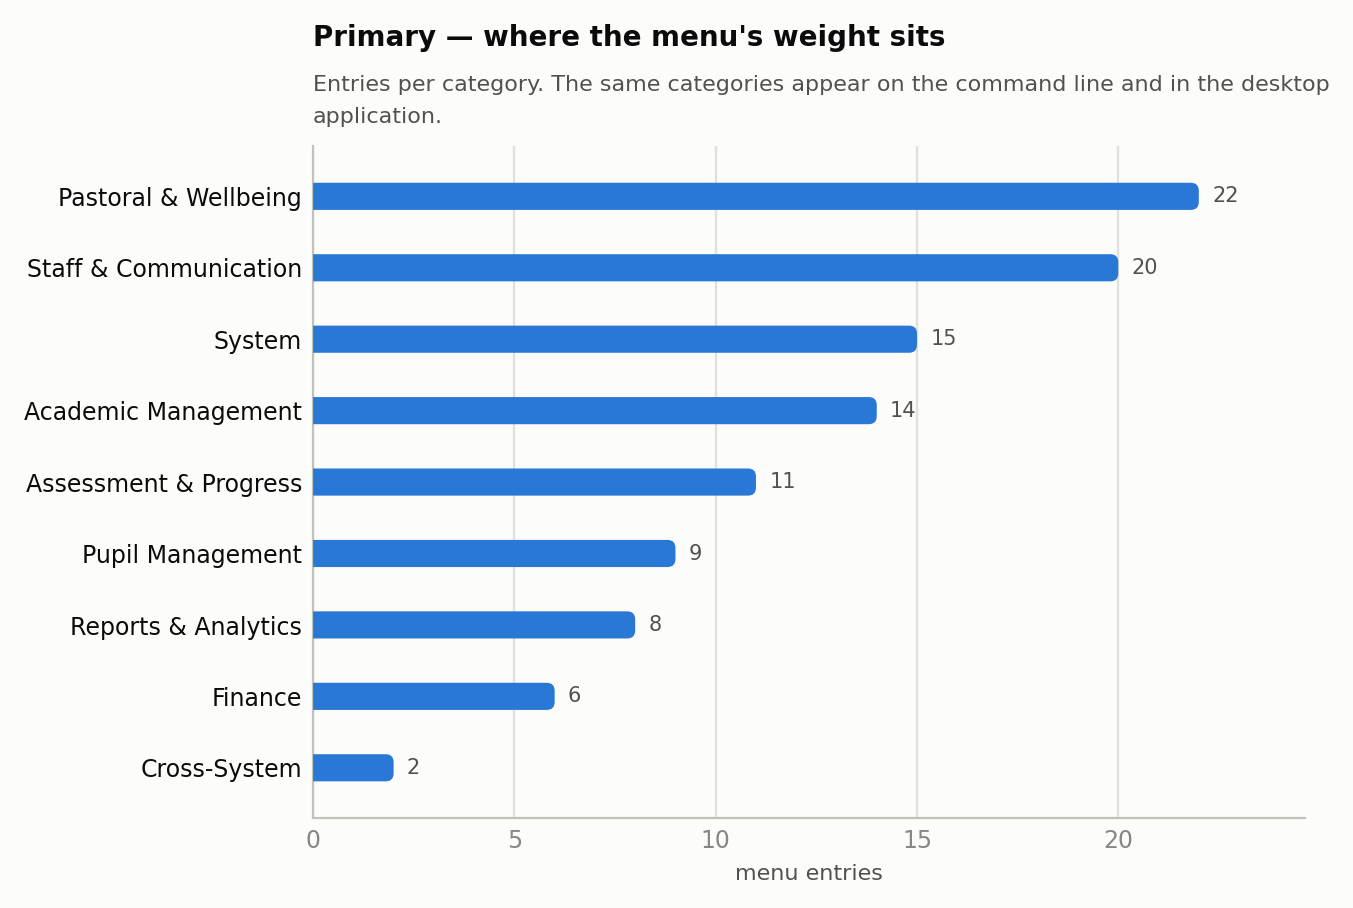 Primary — where the menu's weight sits
Entries per category. The same categories appear on the command line and in the desktop
application.
Pastoral & Wellbeing 22
Staff & Communication 20
System 15
Academic Management 14
Assessment & Progress 11
Pupil Management 9
Reports & Analytics 8
Finance 6
Cross-System 2
0 5 10 15 20
menu entries